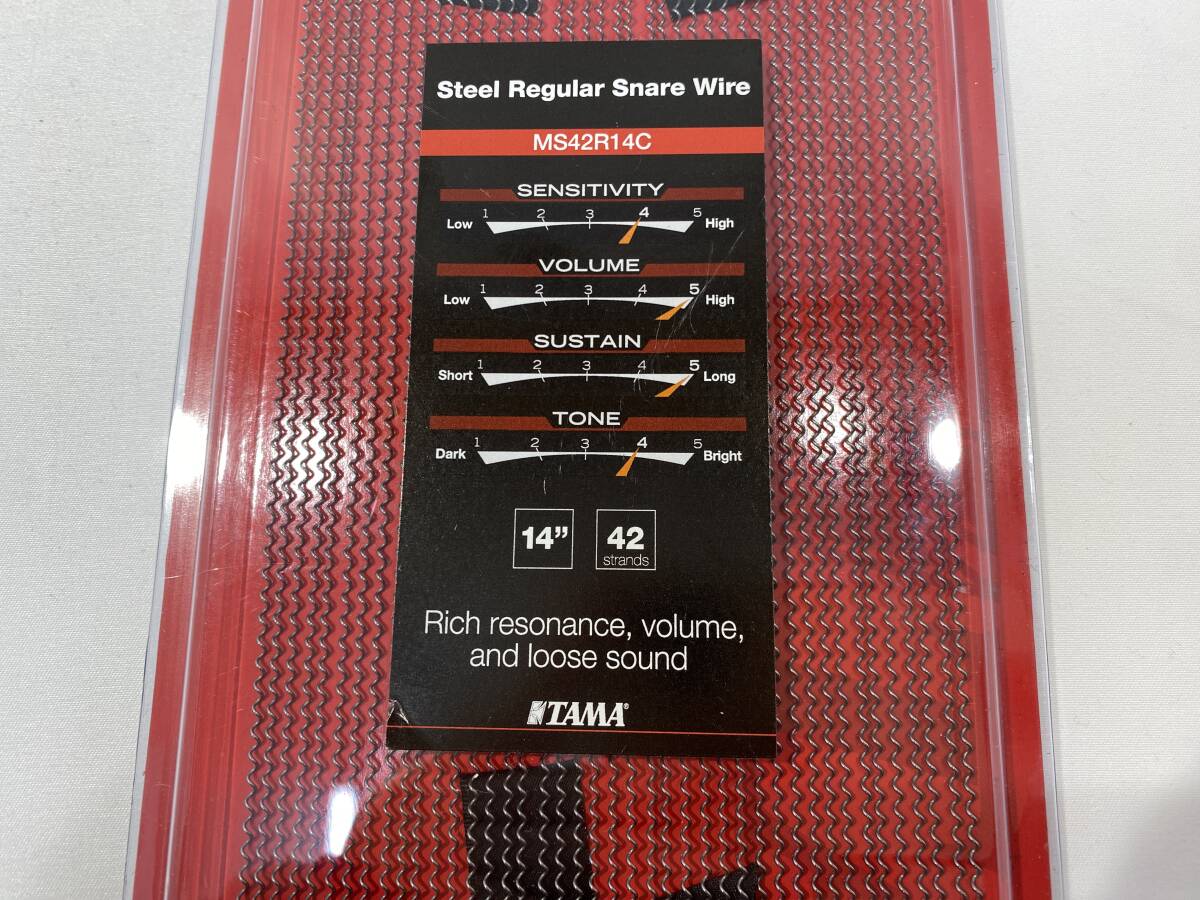 Steel Regular Snare Wire
MS42R14C
SENSITIVITY
Low 1 2 3 4 5 High
VOLUME
Low 1 2 3 4 5 High
SUSTAIN
Short 1 2 3 4 5 Long
TONE
Dark 1 2 3 4 5 Bright
14” 42
strands
Rich resonance, volume,
and loose sound
TAMA®